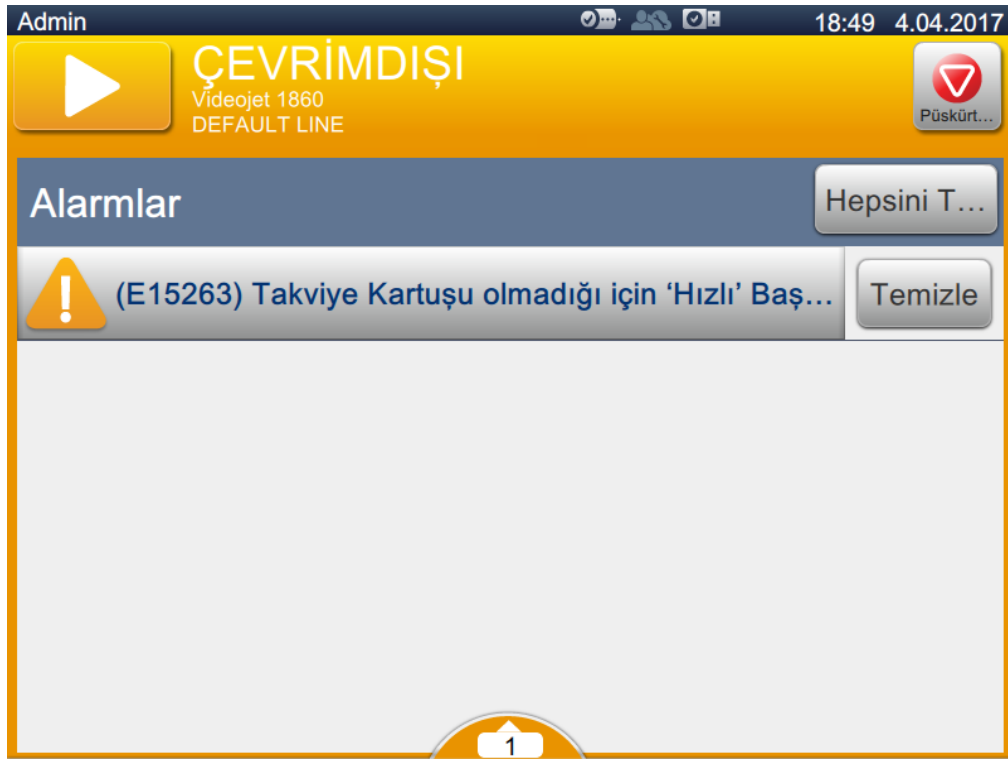 Admin 18:49 4.04.2017
ÇEVRİMDIŞI
Videojet 1860
DEFAULT LINE
Püskürt...
Alarmlar
Hepsini T...
(E15263) Takviye Kartuşu olmadığı için ‘Hızlı’ Baş...
Temizle
1